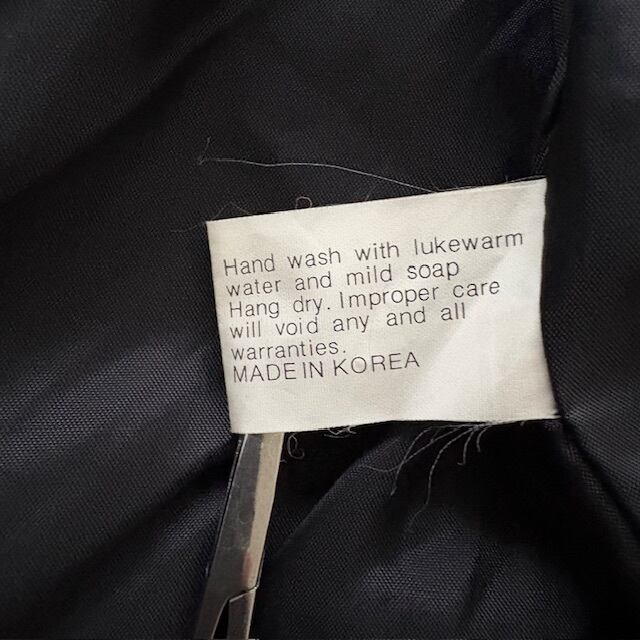 Hand wash with lukewarm
water and mild soap
Hang dry. Improper care
will void any and all
warranties.
MADE IN KOREA